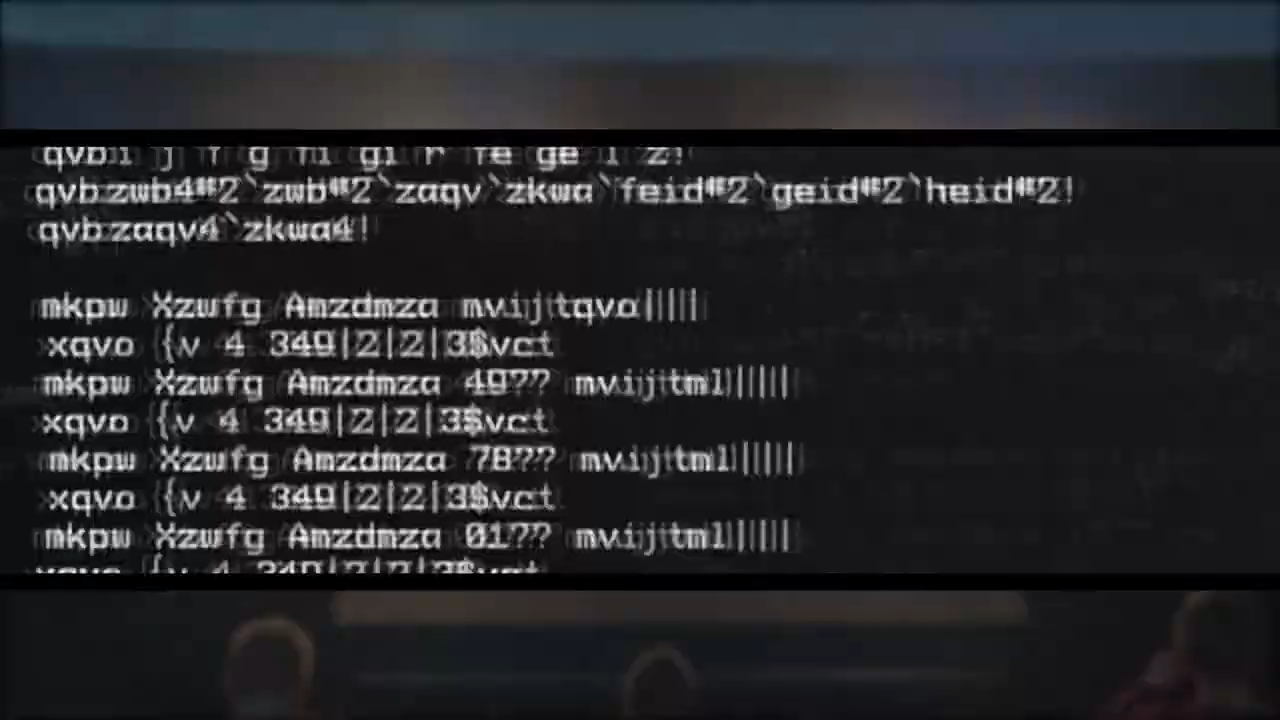 qvb:zwb4#2`zwb#2`zaqv`zkwa`feid#2`geid#2`heid#2!
qvb:zaqv4`zkwa4!
mkpw Xzwfg Amzdmza mvijtqvo|||||
xqvo {v 4 349|2|2|3$vct
mkpw Xzwfg Amzdmza 49?? mvijtml|||||
xqvo {v 4 349|2|2|3$vct
mkpw Xzwfg Amzdmza 78?? mvijtml|||||
xqvo {v 4 349|2|2|3$vct
mkpw Xzwfg Amzdmza 01?? mvijtml|||||